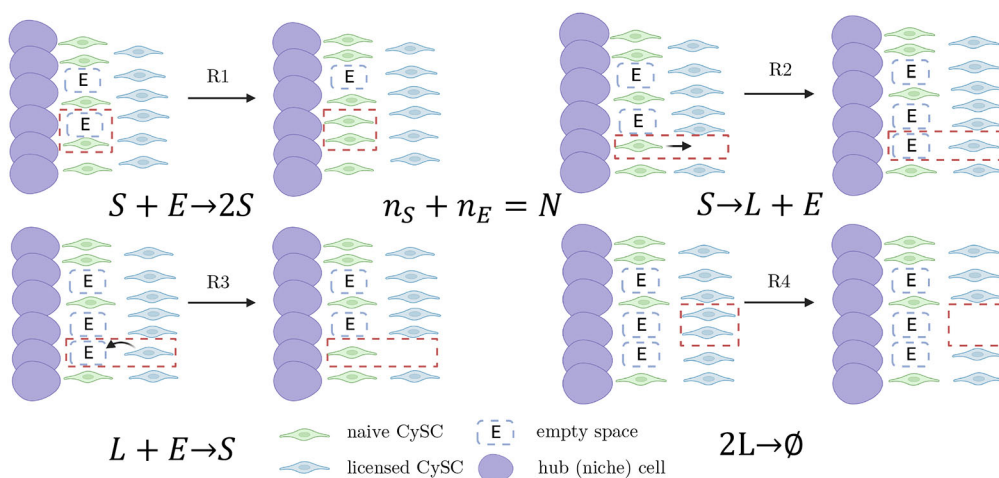 E
E
R1
E
E
E
R2
E
E
E
S + E→2S
n_S + n_E = N
S→L + E
E
E
E
R3
E
E
E
E
E
R4
E
E
E
L + E→S
2L→∅
naive CySC
E
empty space
licensed CySC
hub (niche) cell